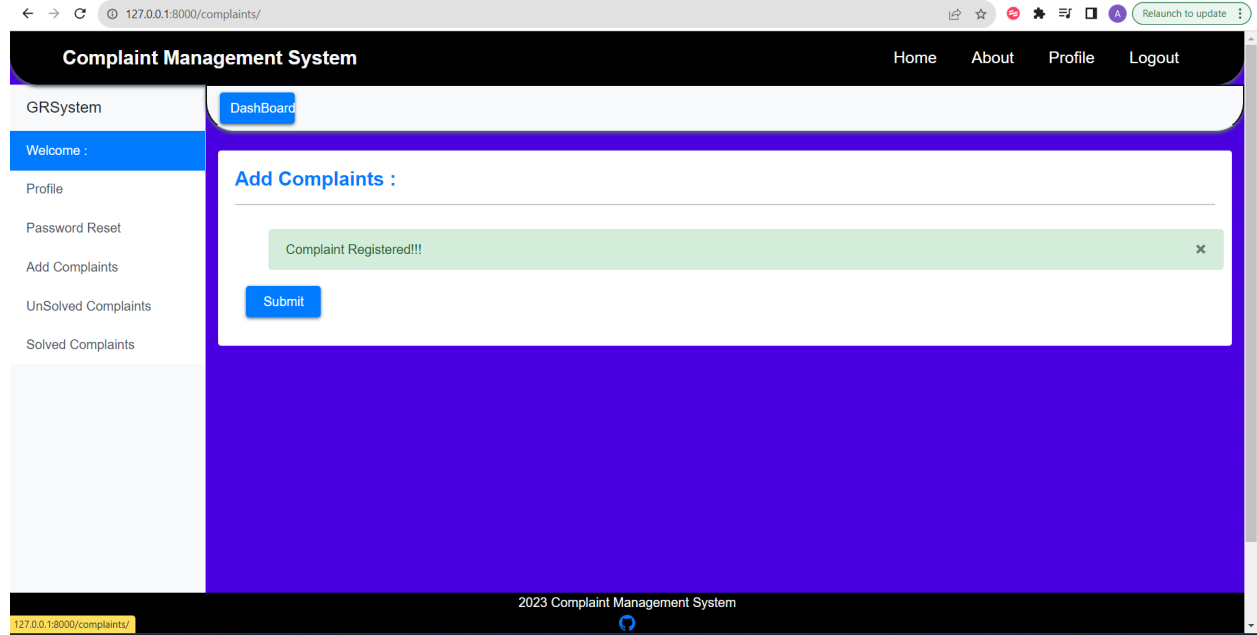 127.0.0.1:8000/complaints/
A
Relaunch to update
Complaint Management System
Home
About
Profile
Logout
GRSystem
DashBoard
Welcome :
Profile
Password Reset
Add Complaints
UnSolved Complaints
Solved Complaints
Add Complaints :
Complaint Registered!!!
×
Submit
2023 Complaint Management System
127.0.0.1:8000/complaints/